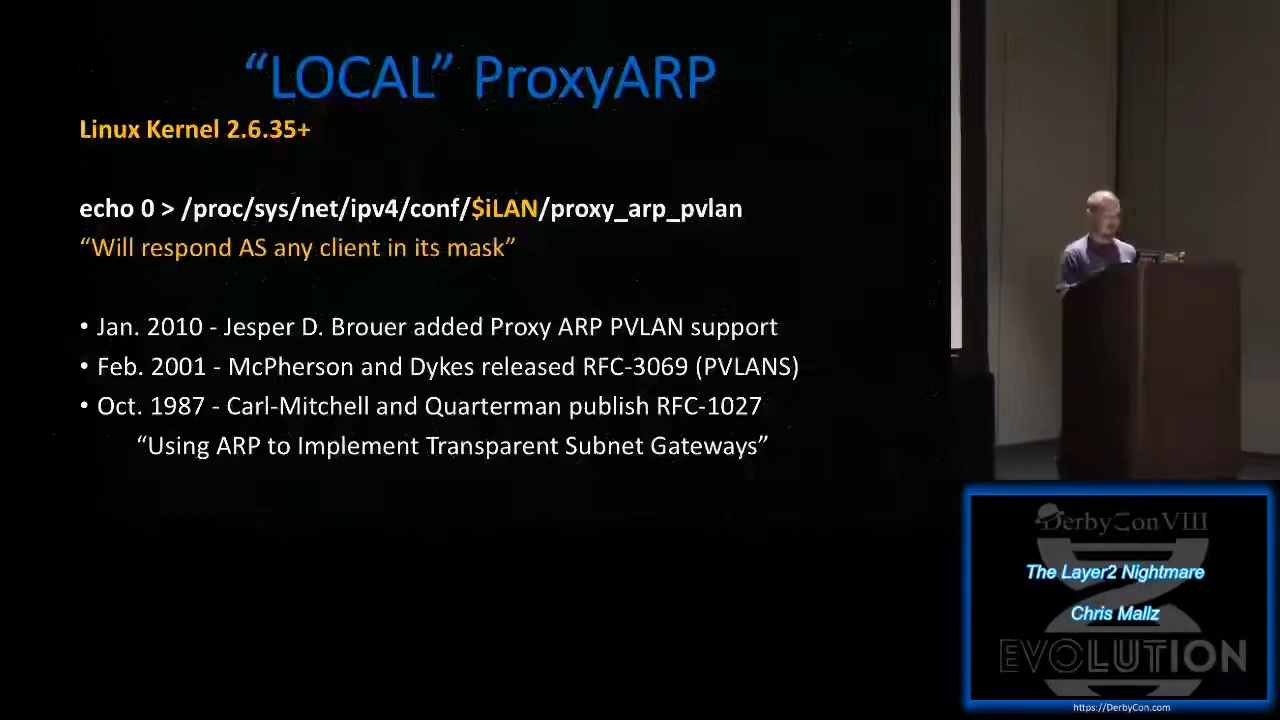 “LOCAL” ProxyARP
Linux Kernel 2.6.35+
echo 0 > /proc/sys/net/ipv4/conf/$iLAN/proxy_arp_pvlan
“Will respond AS any client in its mask”
• Jan. 2010 - Jesper D. Brouer added Proxy ARP PVLAN support
• Feb. 2001 - McPherson and Dykes released RFC-3069 (PVLANS)
• Oct. 1987 - Carl-Mitchell and Quarterman publish RFC-1027
“Using ARP to Implement Transparent Subnet Gateways”
DerbyCon VIII
The Layer2 Nightmare
Chris Mallz
EVOLUTION
https://DerbyCon.com